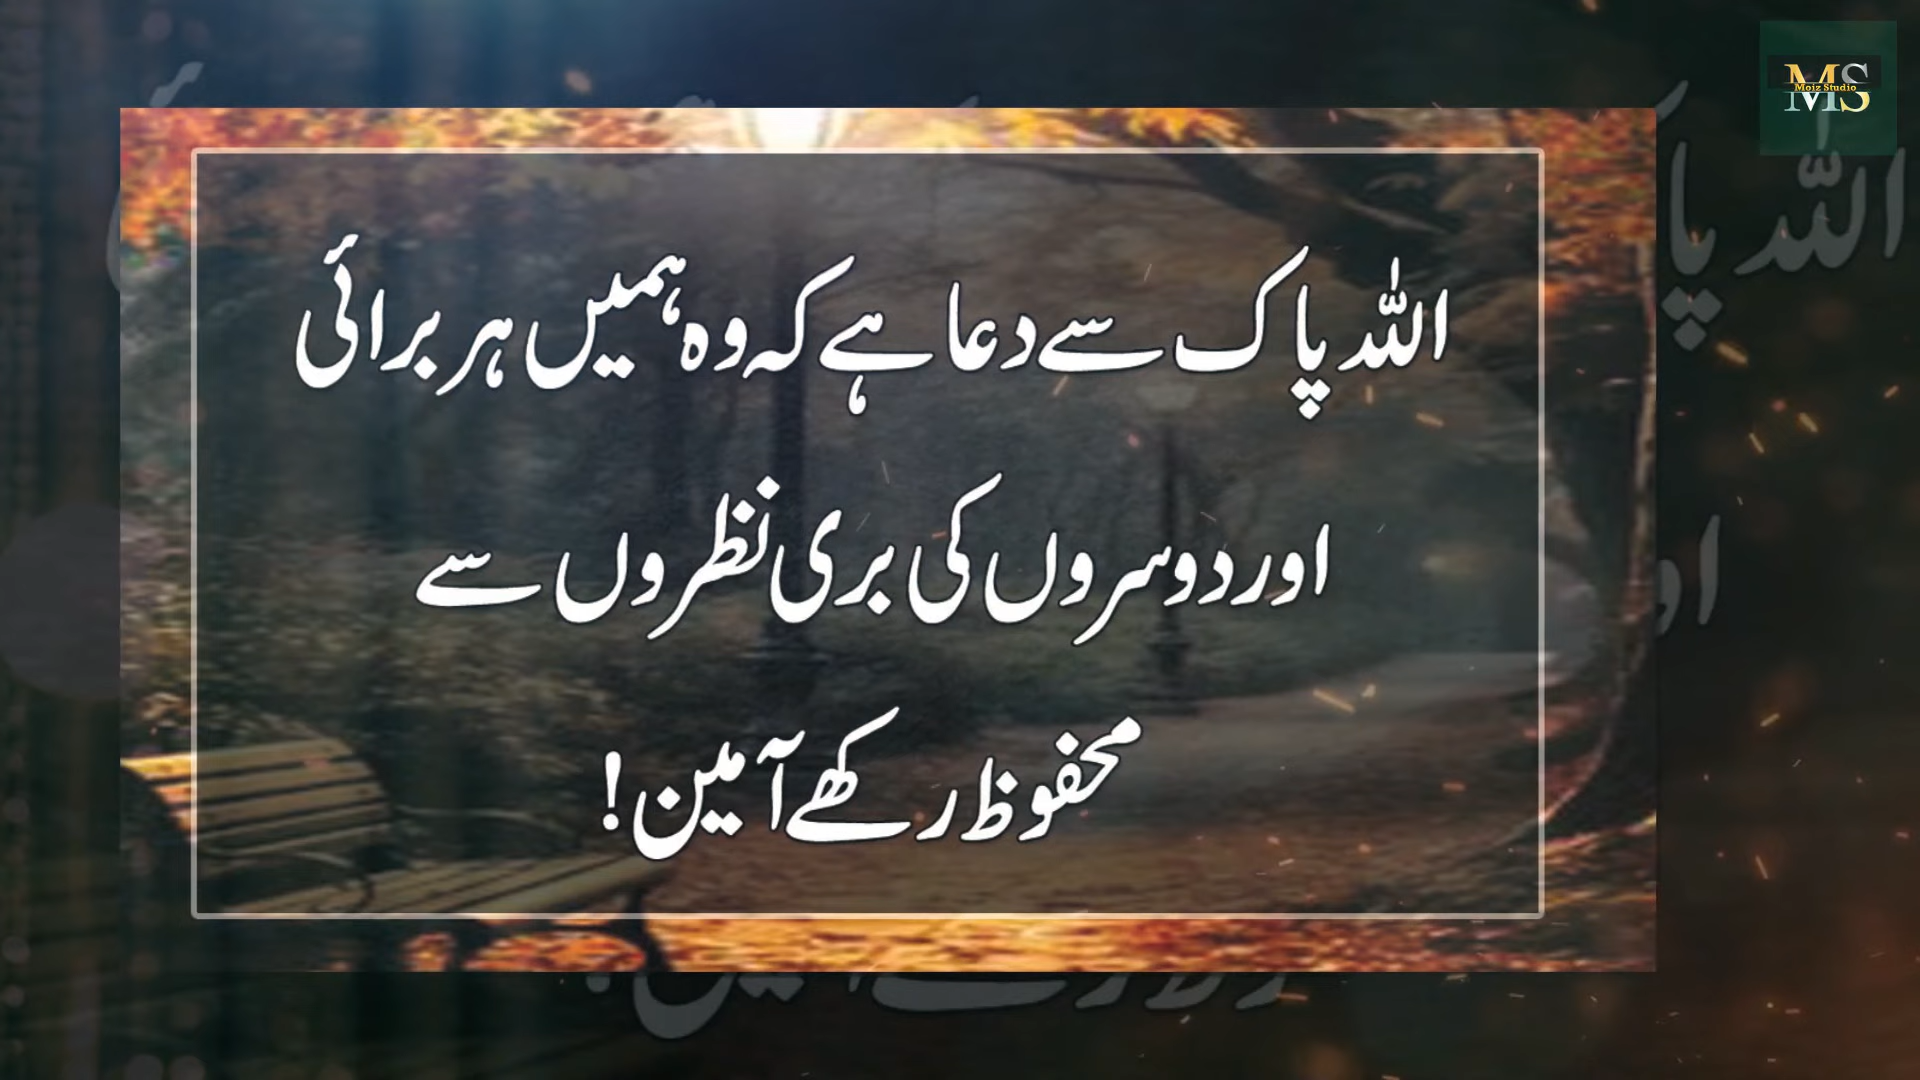 اللہ پاک سے دعا ہے کہ وہ ہمیں ہر برائی
اور دوسروں کی بری نظروں سے
محفوظ رکھے آمین!
MS
Moiz Studio